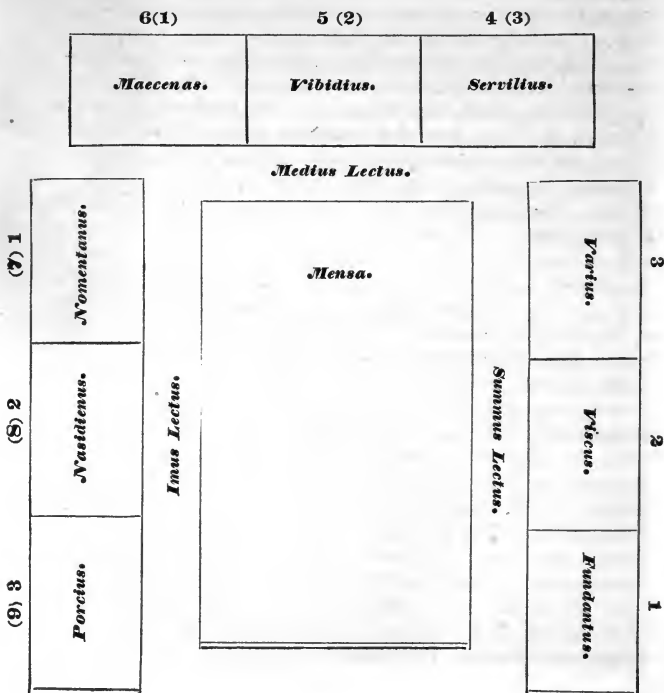 6(1) 5 (2) 4 (3)
Maecenas. Vibidius. Servilius.
Medius Lectus.
(7) 1
Nomentanus.
(8) 2
Nasidienus.
(9) 3
Porcius.
Imus Lectus.
Mensa.
Summus Lectus.
Varius.
3
Viscus.
2
Fundantus.
1